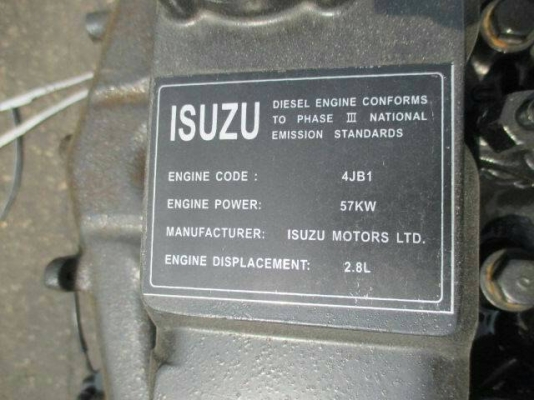 ISUZU
DIESEL ENGINE CONFORMS
TO PHASE III NATIONAL
EMISSION STANDARDS
ENGINE CODE : 4JB1
ENGINE POWER: 57KW
MANUFACTURER: ISUZU MOTORS LTD.
ENGINE DISPLACEMENT: 2.8L